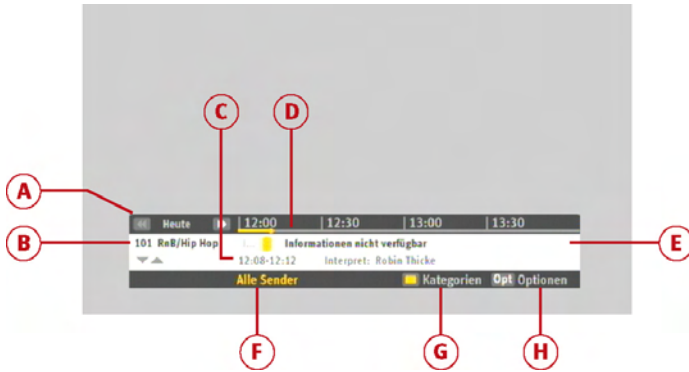 C D
A
Heute 12:00 12:30 13:00 13:30
B 101 RnB/Hip Hop Informationen nicht verfügbar E
12:08-12:12 Interpret: Robin Thicke
Alle Sender Kategorien Opt Optionen
F G H